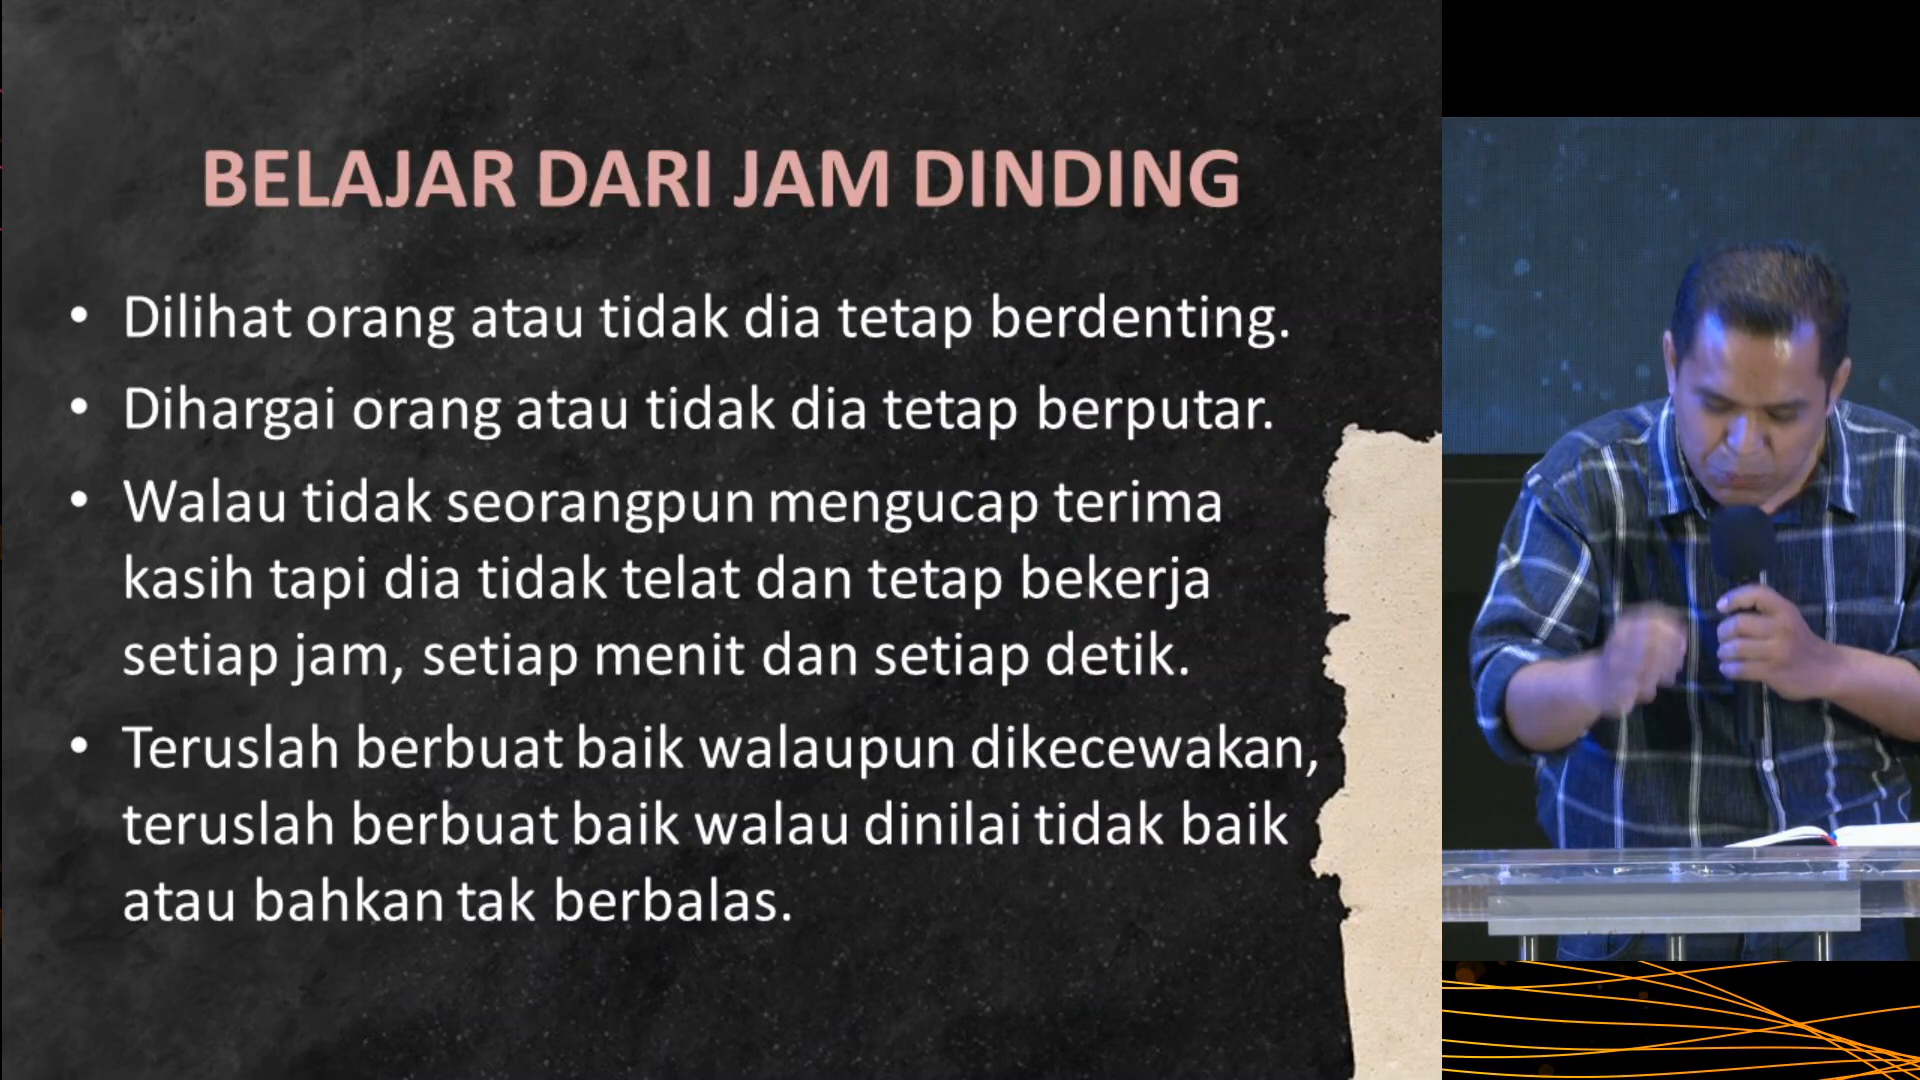 BELAJAR DARI JAM DINDING
• Dilihat orang atau tidak dia tetap berdenting.
• Dihargai orang atau tidak dia tetap berputar.
• Walau tidak seorangpun mengucap terima
kasih tapi dia tidak telat dan tetap bekerja
setiap jam, setiap menit dan setiap detik.
• Teruslah berbuat baik walaupun dikecewakan,
teruslah berbuat baik walau dinilai tidak baik
atau bahkan tak berbalas.